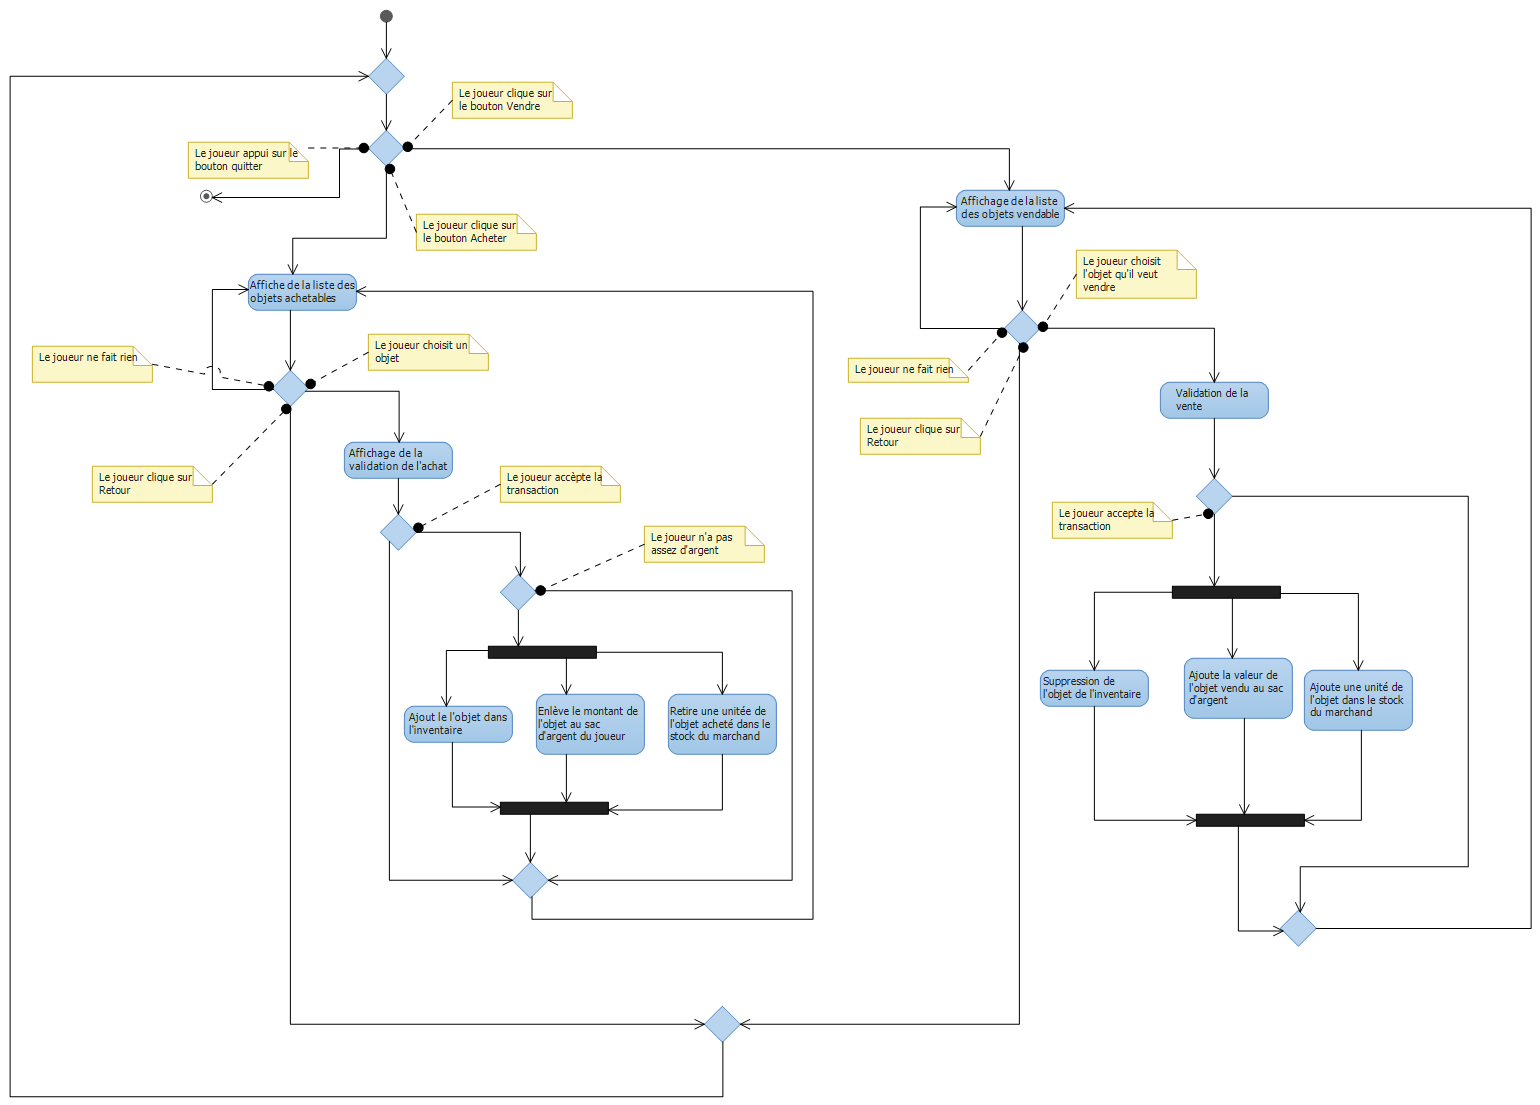 Le joueur clique sur
le bouton Vendre
Le joueur appui sur le
bouton quitter
Le joueur clique sur
le bouton Acheter
Affichage de la liste
des objets vendable
Le joueur choisit
l'objet qu'il veut
vendre
Affiche de la liste des
objets achetables
Le joueur choisit un
objet
Le joueur ne fait rien
Le joueur ne fait rien
Le joueur clique sur
Retour
Validation de la
vente
Affichage de la
validation de l'achat
Le joueur clique sur
Retour
Le joueur accèpte la
transaction
Le joueur accepte la
transaction
Le joueur n'a pas
assez d'argent
Ajout le l'objet dans
l'inventaire
Enlève le montant de
l'objet au sac
d'argent du joueur
Retire une unitée de
l'objet acheté dans le
stock du marchand
Suppression de
l'objet de l'inventaire
Ajoute la valeur de
l'objet vendu au sac
d'argent
Ajoute une unité de
l'objet dans le stock
du marchand